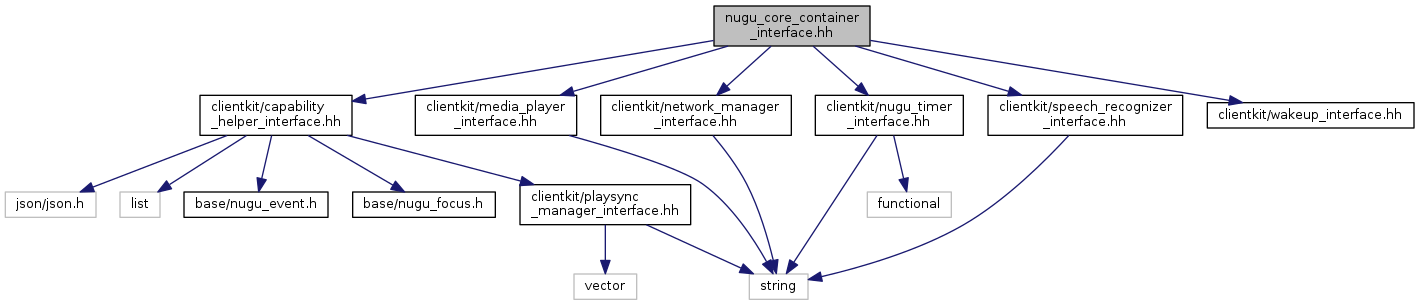 nugu_core_container
_interface.hh
clientkit/capability
_helper_interface.hh
clientkit/media_player
_interface.hh
clientkit/network_manager
_interface.hh
clientkit/nugu_timer
_interface.hh
clientkit/speech_recognizer
_interface.hh
clientkit/wakeup_interface.hh
json/json.h
list
base/nugu_event.h
base/nugu_focus.h
clientkit/playsync
_manager_interface.hh
functional
vector
string